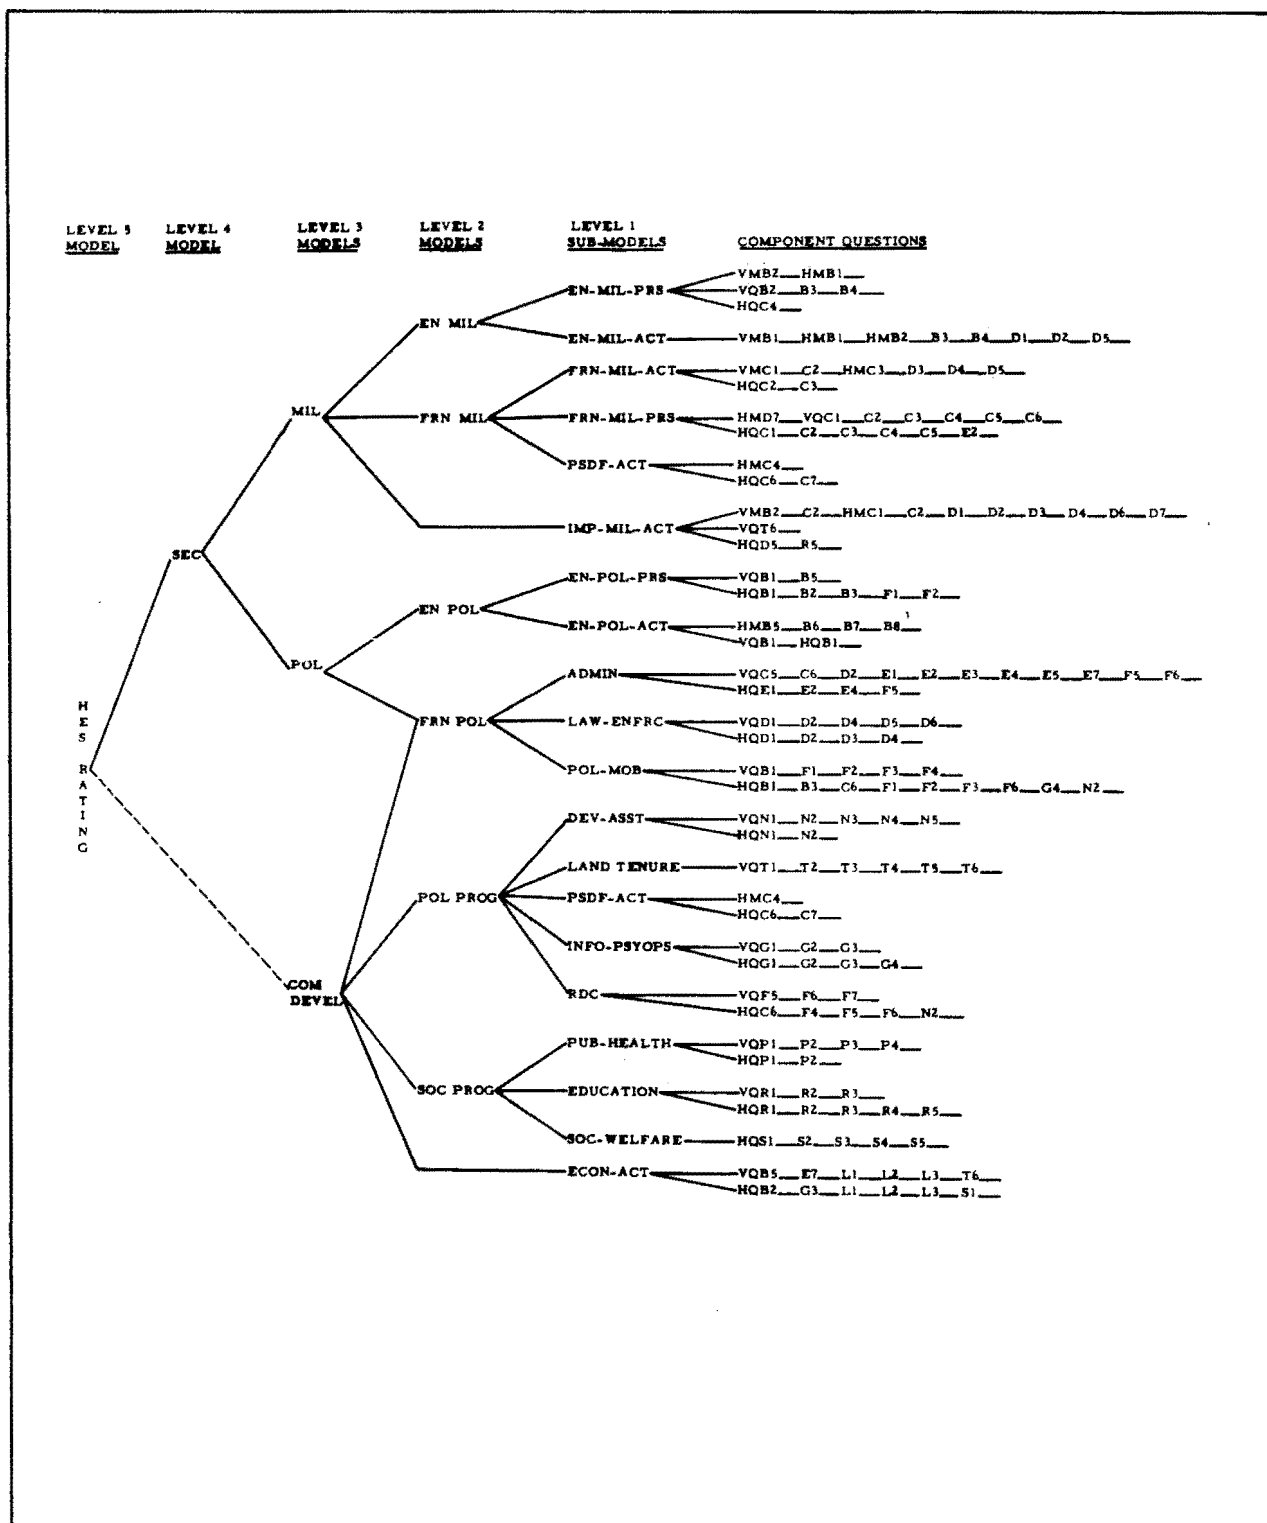 LEVEL 5 LEVEL 4 LEVEL 3 LEVEL 2 LEVEL 1
MODEL MODEL MODELS MODELS SUB-MODELS COMPONENT QUESTIONS
VMB2__HMB1__
EN-MIL-PRS VQB2__B3__B4__
HQC4__
EN MIL
EN-MIL-ACT VMB1__HMB1__HMB2__B3__B4__D1__D2__D5__
FRN-MIL-ACT VMC1__C2__HMC3__D3__D4__D5__
HQC2__C3__
MIL FRN MIL FRN-MIL-PRS HMD7__VQC1__C2__C3__C4__C5__C6__
HQC1__C2__C3__C4__C5__E2__
PSDF-ACT HMC4__
HQC6__C7__
VMB2__C2__HMC1__C2__D1__D2__D3__D4__D6__D7__
IMP-MIL-ACT VQT6__
HQD5__R5__
SEC
EN-POL-PRS VQB1__B5__
HQB1__B2__B3__F1__F2__
EN POL
EN-POL-ACT HMB5__B6__B7__B8__
VQB1__HQB1__
POL
ADMIN VQC5__C6__D2__E1__E2__E3__E4__E5__E7__F5__F6__
HQE1__E2__E4__F5__
FRN POL LAW-ENFRC VQD1__D2__D4__D5__D6__
HQD1__D2__D3__D4__
POL-MOB VQB1__F1__F2__F3__F4__
HQB1__B3__C6__F1__F2__F3__F6__G4__N2__
HES RATING
DEV-ASST VQN1__N2__N3__N4__N5__
HQN1__N2__
LAND TENURE VQT1__T2__T3__T4__T5__T6__
POL PROG PSDF-ACT HMC4__
HQC6__C7__
INFO-PSYOPS VQG1__G2__G3__
HQG1__G2__G3__G4__
COM
DEVEL
RDC VQF5__F6__F7__
HQC6__F4__F5__F6__N2__
PUB-HEALTH VQP1__P2__P3__P4__
HQP1__P2__
SOC PROG EDUCATION VQR1__R2__R3__
HQR1__R2__R3__R4__R5__
SOC-WELFARE HQS1__S2__S3__S4__S5__
ECON-ACT VQB5__E7__L1__L2__L3__T6__
HQB2__G3__L1__L2__L3__S1__